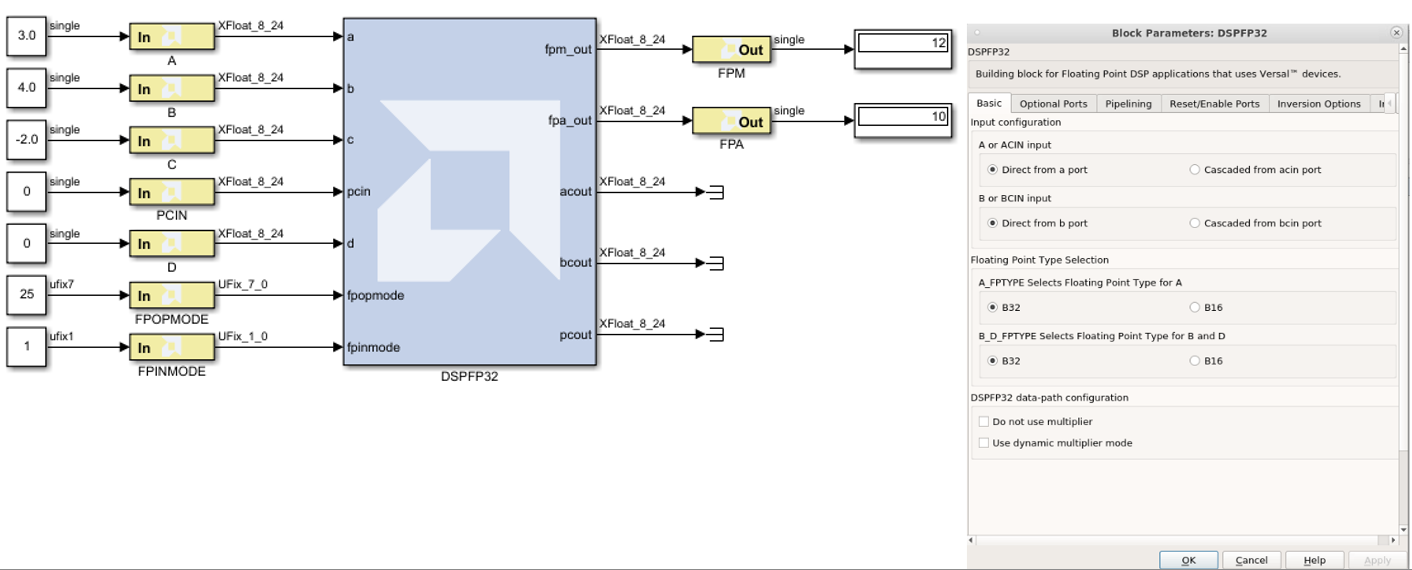 3.0 single In XFloat_8_24 a
A
4.0 single In XFloat_8_24 b
B
-2.0 single In XFloat_8_24 c
C
0 single In XFloat_8_24 pcin
PCIN
0 single In XFloat_8_24 d
D
25 ufix7 In UFix_7_0 fpopmode
FPOPMODE
1 ufix1 In UFix_1_0 fpinmode
FPINMODE
DSPFP32
fpm_out XFloat_8_24 Out single 12
FPM
fpa_out XFloat_8_24 Out single 10
FPA
acout XFloat_8_24
bcout XFloat_8_24
pcout XFloat_8_24
Block Parameters: DSPFP32
DSPFP32
Building block for Floating Point DSP applications that uses Versal™ devices.
Basic Optional Ports Pipelining Reset/Enable Ports Inversion Options
Input configuration
A or ACIN input
Direct from a port Cascaded from acin port
B or BCIN input
Direct from b port Cascaded from bcin port
Floating Point Type Selection
A_FPTYPE Selects Floating Point Type for A
B32 B16
B_D_FPTYPE Selects Floating Point Type for B and D
B32 B16
DSPFP32 data-path configuration
Do not use multiplier
Use dynamic multiplier mode
OK Cancel Help Apply